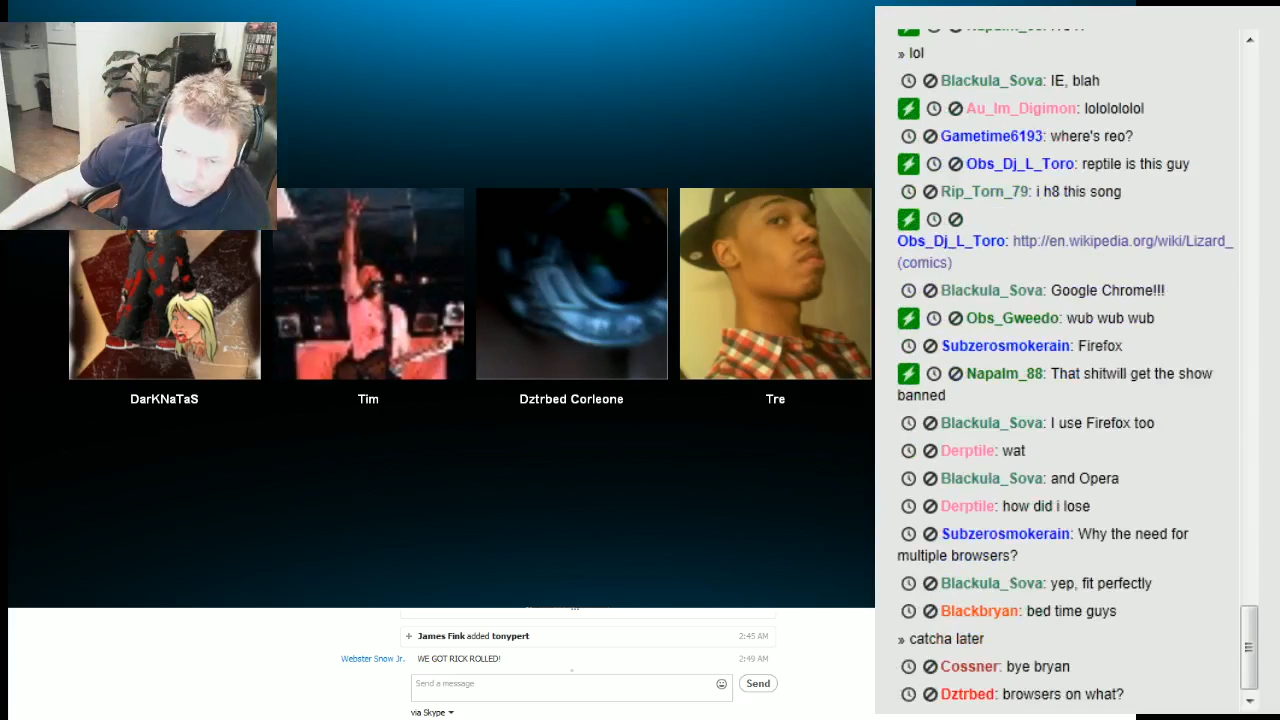 DarKNaTaS
Tim
Dztrbed Corleone
Tre
+ James Fink added tonypert 2:45 AM
Webster Snow Jr. WE GOT RICK ROLLED! 2:49 AM
Send a message
Send
via Skype
» lol
Blackula_Sova: IE, blah
Au_Im_Digimon: lolololol
Gametime6193: where's reo?
Obs_Dj_L_Toro: reptile is this guy
Rip_Torn_79: i h8 this song
Obs_Dj_L_Toro: http://en.wikipedia.org/wiki/Lizard_
(comics)
Blackula_Sova: Google Chrome!!!
Obs_Gweedo: wub wub wub
Subzerosmokerain: Firefox
Napalm_88: That shitwill get the show
banned
Blackula_Sova: I use Firefox too
Derptile: wat
Blackula_Sova: and Opera
Derptile: how did i lose
Subzerosmokerain: Why the need for
multiple browsers?
Blackula_Sova: yep, fit perfectly
Blackbryan: bed time guys
» catcha later
Cossner: bye bryan
Dztrbed: browsers on what?